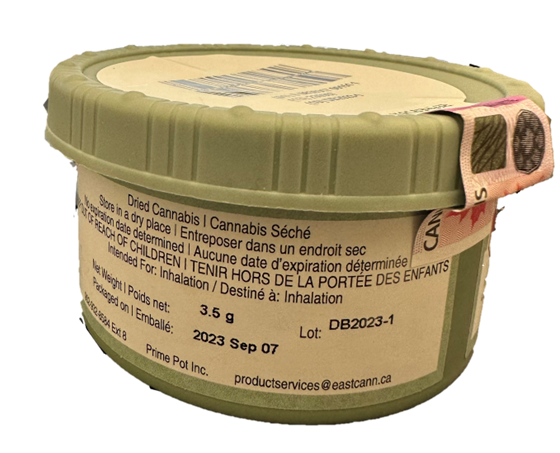 Dried Cannabis | Cannabis Séché
Store in a dry place | Entreposer dans un endroit sec
No expiration date determined | Aucune date d'expiration déterminée
OUT OF REACH OF CHILDREN | TENIR HORS DE LA PORTÉE DES ENFANTS
Intended For: Inhalation / Destiné à: Inhalation
Net Weight | Poids net: 3.5 g
Packaged on | Emballé: 2023 Sep 07
Lot: DB2023-1
Ext.8
Prime Pot Inc.
productservices@eastcann.ca
CAN